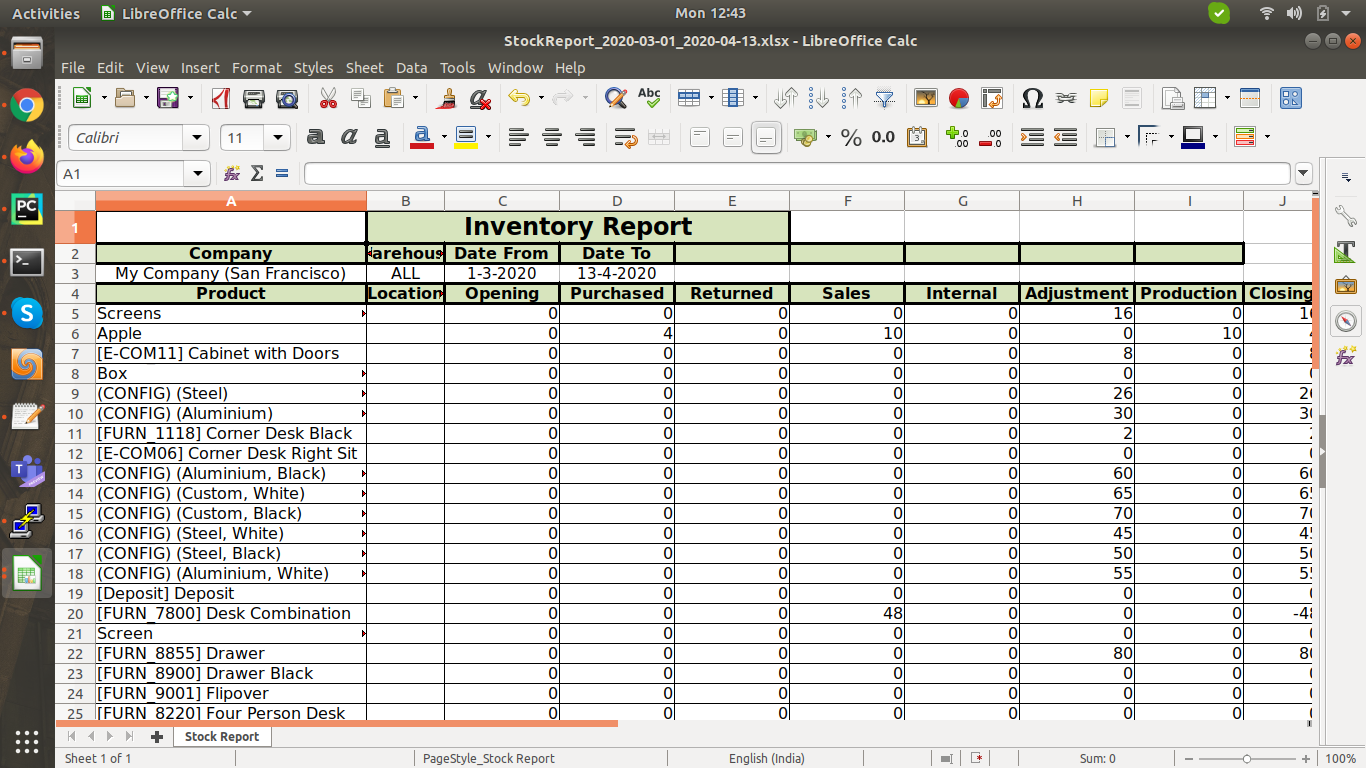 Activities LibreOffice Calc Mon 12:43
StockReport_2020-03-01_2020-04-13.xlsx - LibreOffice Calc
File Edit View Insert Format Styles Sheet Data Tools Window Help
Calibri 11
A1
A B C D E F G H I J
1 Inventory Report
2 Company arehous Date From Date To
3 My Company (San Francisco) ALL 1-3-2020 13-4-2020
4 Product Location Opening Purchased Returned Sales Internal Adjustment Production Closing
5 Screens 0 0 0 0 0 16 0
6 Apple 0 4 0 10 0 0 10
7 [E-COM11] Cabinet with Doors 0 0 0 0 0 8 0
8 Box 0 0 0 0 0 0 0
9 (CONFIG) (Steel) 0 0 0 0 0 26 0
10 (CONFIG) (Aluminium) 0 0 0 0 0 30 0
11 [FURN_1118] Corner Desk Black 0 0 0 0 0 2 0
12 [E-COM06] Corner Desk Right Sit 0 0 0 0 0 0 0
13 (CONFIG) (Aluminium, Black) 0 0 0 0 0 60 0
14 (CONFIG) (Custom, White) 0 0 0 0 0 65 0
15 (CONFIG) (Custom, Black) 0 0 0 0 0 70 0
16 (CONFIG) (Steel, White) 0 0 0 0 0 45 0
17 (CONFIG) (Steel, Black) 0 0 0 0 0 50 0
18 (CONFIG) (Aluminium, White) 0 0 0 0 0 55 0
19 [Deposit] Deposit 0 0 0 0 0 0 0
20 [FURN_7800] Desk Combination 0 0 0 48 0 0 0 -48
21 Screen 0 0 0 0 0 0 0
22 [FURN_8855] Drawer 0 0 0 0 0 80 0
23 [FURN_8900] Drawer Black 0 0 0 0 0 0 0
24 [FURN_9001] Flipover 0 0 0 0 0 0 0
25 [FURN_8220] Four Person Desk 0 0 0 0 0 0 0
Stock Report
Sheet 1 of 1 PageStyle_Stock Report English (India) Sum: 0 100%